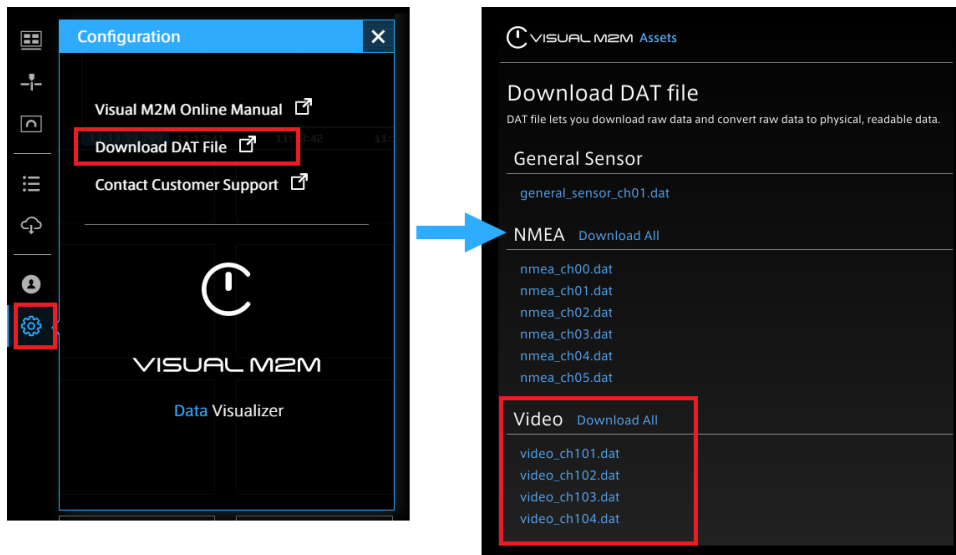 Configuration
Visual M2M Online Manual
Download DAT File
Contact Customer Support
VISUAL M2M
Data Visualizer
VISUAL M2M Assets
Download DAT file
DAT file lets you download raw data and convert raw data to physical, readable data.
General Sensor
general_sensor_ch01.dat
NMEA Download All
nmea_ch00.dat
nmea_ch01.dat
nmea_ch02.dat
nmea_ch03.dat
nmea_ch04.dat
nmea_ch05.dat
Video Download All
video_ch101.dat
video_ch102.dat
video_ch103.dat
video_ch104.dat